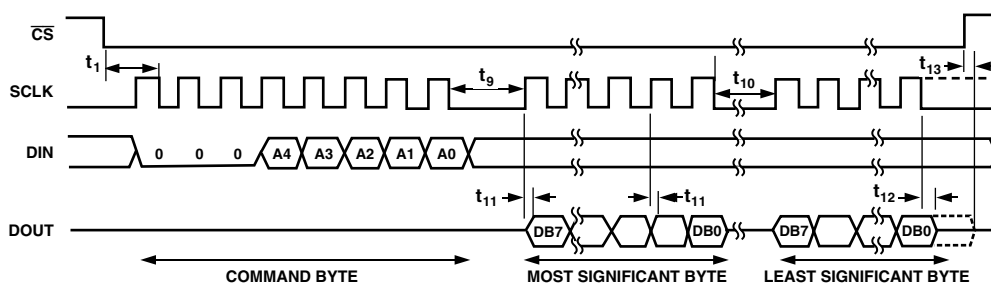 CS
t1
t9
t10
t13
SCLK
DIN
0 0 0 A4 A3 A2 A1 A0
t11
t11
t12
DOUT
DB7 DB0 DB7 DB0
COMMAND BYTE MOST SIGNIFICANT BYTE LEAST SIGNIFICANT BYTE